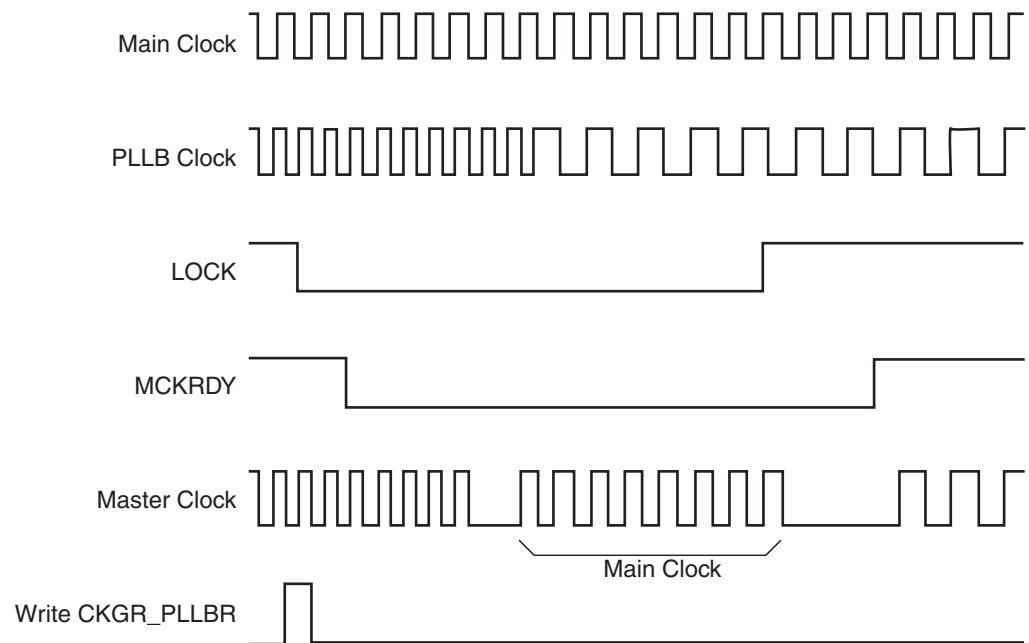 Main Clock
PLLB Clock
LOCK
MCKRDY
Master Clock
Main Clock
Write CKGR_PLLBR